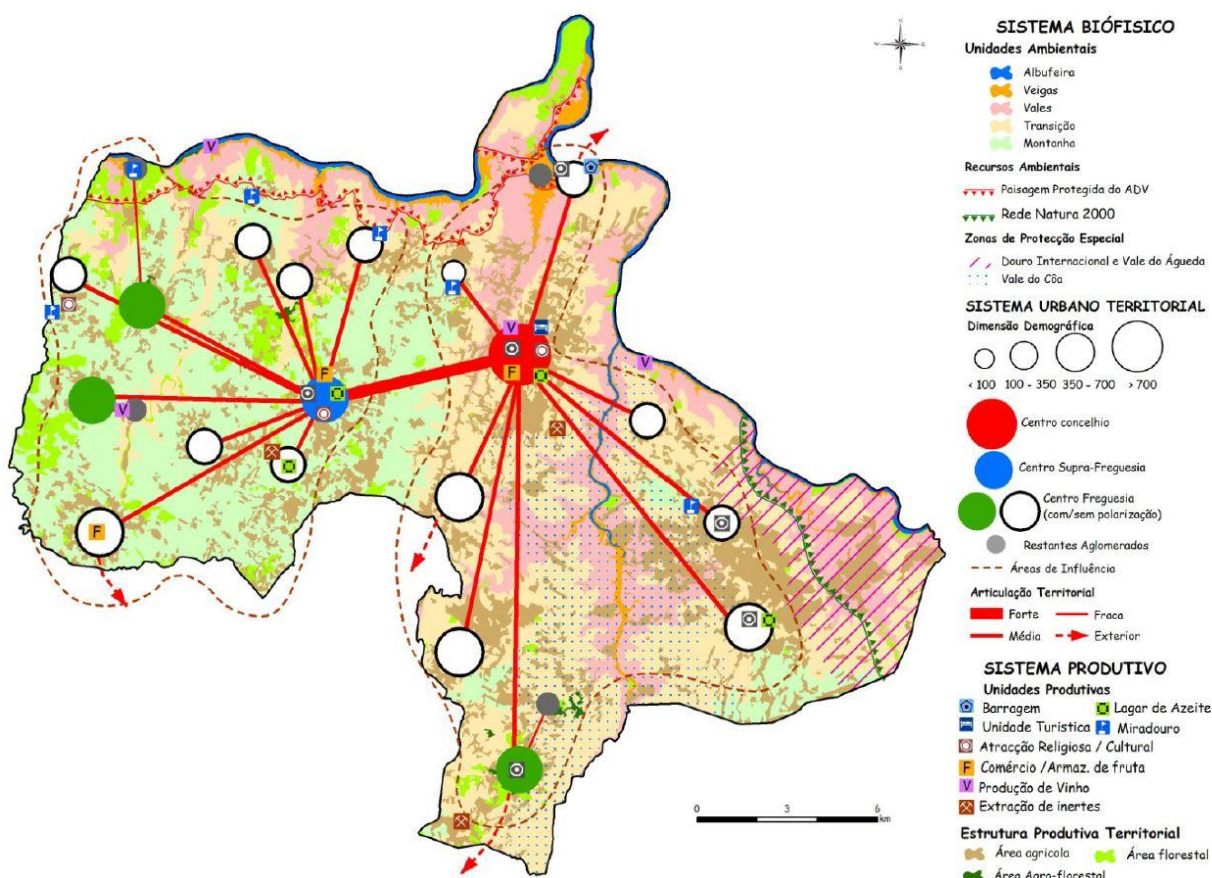 SISTEMA BIÓFISICO
Unidades Ambientais
Albufeira
Veigas
Vales
Transição
Montanha
Recursos Ambientais
Paisagem Protegida do ADV
Rede Natura 2000
Zonas de Protecção Especial
Douro Internacional e Vale do Águeda
Vale do Côa
SISTEMA URBANO TERRITORIAL
Dimensão Demográfica
< 100 100 - 350 350 - 700 > 700
Centro concelhio
Centro Supra-Freguesia
Centro Freguesia
(com/sem polarização)
Restantes Aglomerados
Áreas de Influência
Articulação Territorial
Forte Fraca
Média Exterior
SISTEMA PRODUTIVO
Unidades Produtivas
Barragem Lagar de Azeite
Unidade Turistica Miradouro
Atracção Religiosa / Cultural
F Comércio /Armaz. de fruta
V Produção de Vinho
Extração de inertes
Estrutura Produtiva Territorial
Área agricola Área florestal
Área Agro-florestal
N
W E
S
V
V
F
V
F
V
V
F
0 3 6
km